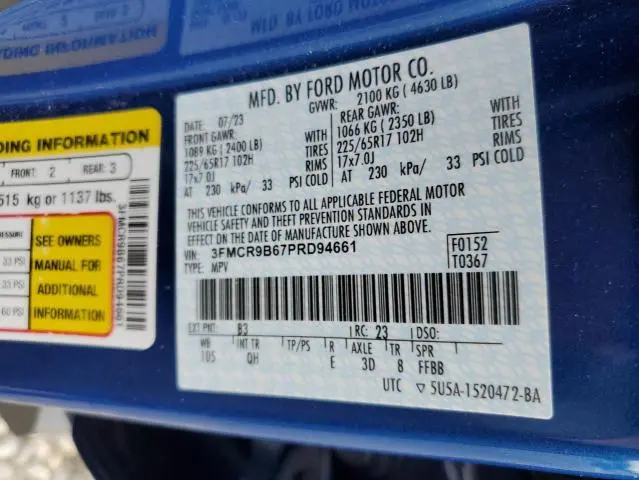 MFD. BY FORD MOTOR CO.
DATE: 07/23
GVWR: 2100 KG ( 4630 LB)
FRONT GAWR:
1089 KG ( 2400 LB)
225/65R17 102H
17x7.0J
AT 230 kPa/ 33 PSI COLD
WITH
TIRES
RIMS
REAR GAWR:
1066 KG ( 2350 LB)
225/65R17 102H
17x7.0J
AT 230 kPa/ 33 PSI COLD
WITH
TIRES
RIMS
THIS VEHICLE CONFORMS TO ALL APPLICABLE FEDERAL MOTOR
VEHICLE SAFETY AND THEFT PREVENTION STANDARDS IN
EFFECT ON THE DATE OF MANUFACTURE SHOWN ABOVE.
VIN: 3FMCR9B67PRD94661
TYPE: MPV
F0152
T0367
EXT PNT: B3 RC: 23 DSO:
WB INT TR TP/PS R AXLE TR SPR
105 QH E 3D 8 FFBB
UTC ▽ 5U5A-1520472-BA
DING INFORMATION
FRONT: 2 REAR: 3
515 kg or 1137 lbs.
33 PSI
33 PSI
60 PSI
SEE OWNERS
MANUAL FOR
ADDITIONAL
INFORMATION
3FMCR9B67PRD94661